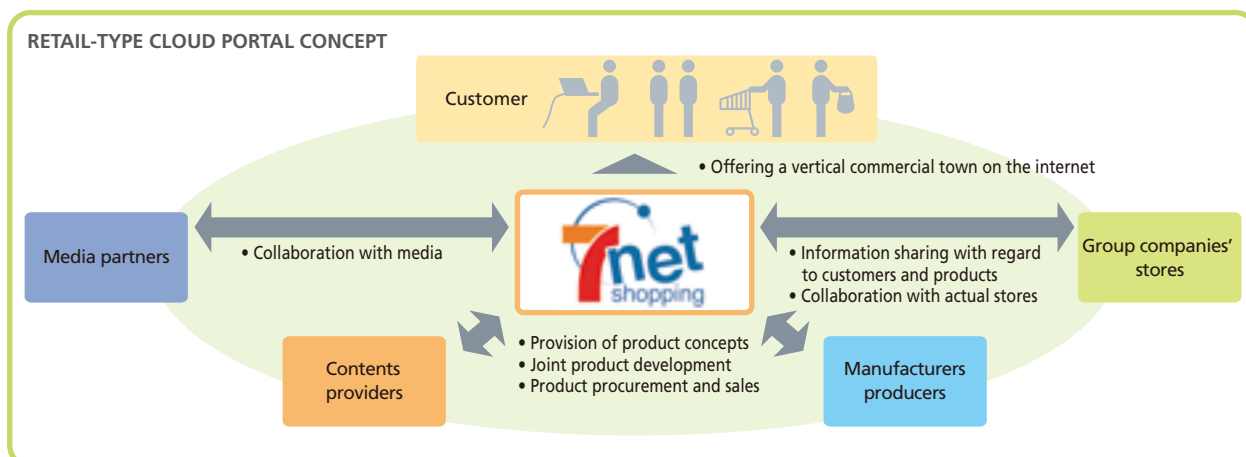 RETAIL-TYPE CLOUD PORTAL CONCEPT
Customer
• Offering a vertical commercial town on the internet
Media partners
• Collaboration with media
7net
shopping
• Information sharing with regard
to customers and products
• Collaboration with actual stores
Group companies’
stores
Contents
providers
• Provision of product concepts
• Joint product development
• Product procurement and sales
Manufacturers
producers